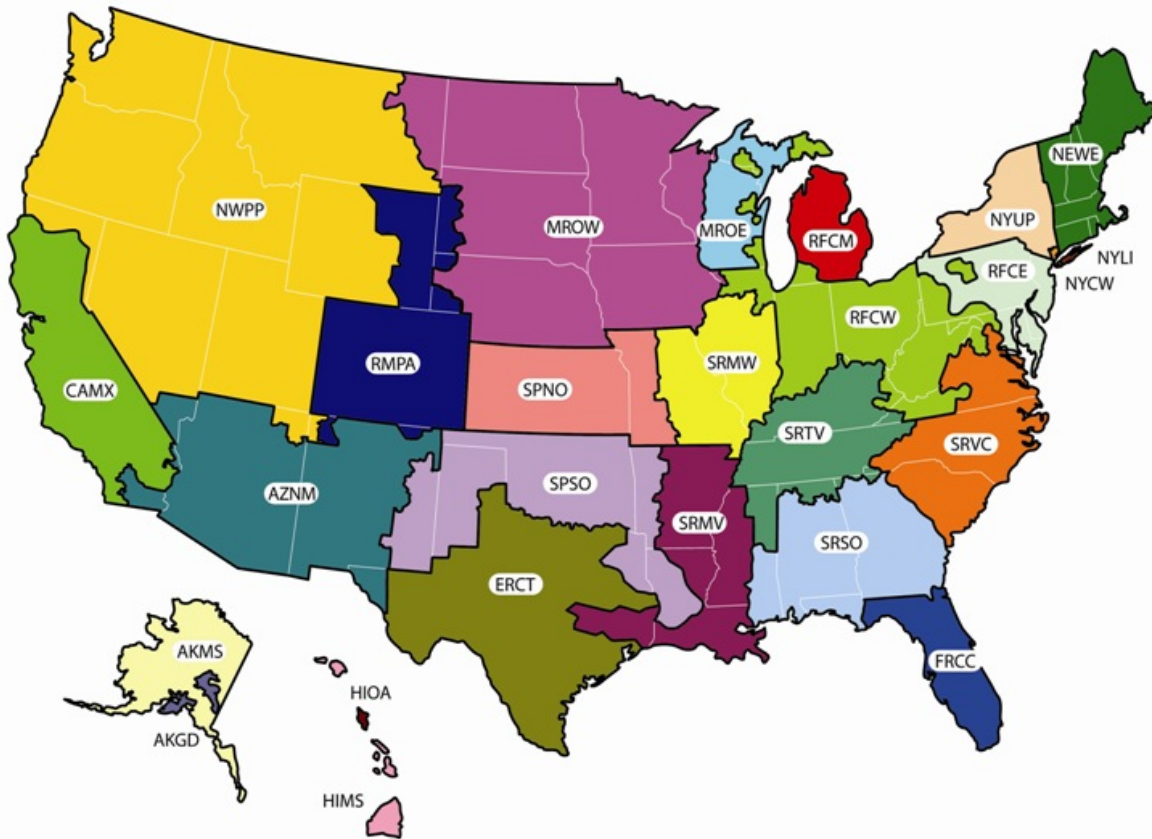 NEWE
NWPP
NYUP
MROW
MROE
RFCM
NYLI
RFCE
NYCW
RFCW
RMPA
SRMW
CAMX
SPNO
SRTV
SRVC
SPSO
AZNM
SRMV
SRSO
ERCT
AKMS
FRCC
HIOA
AKGD
HIMS